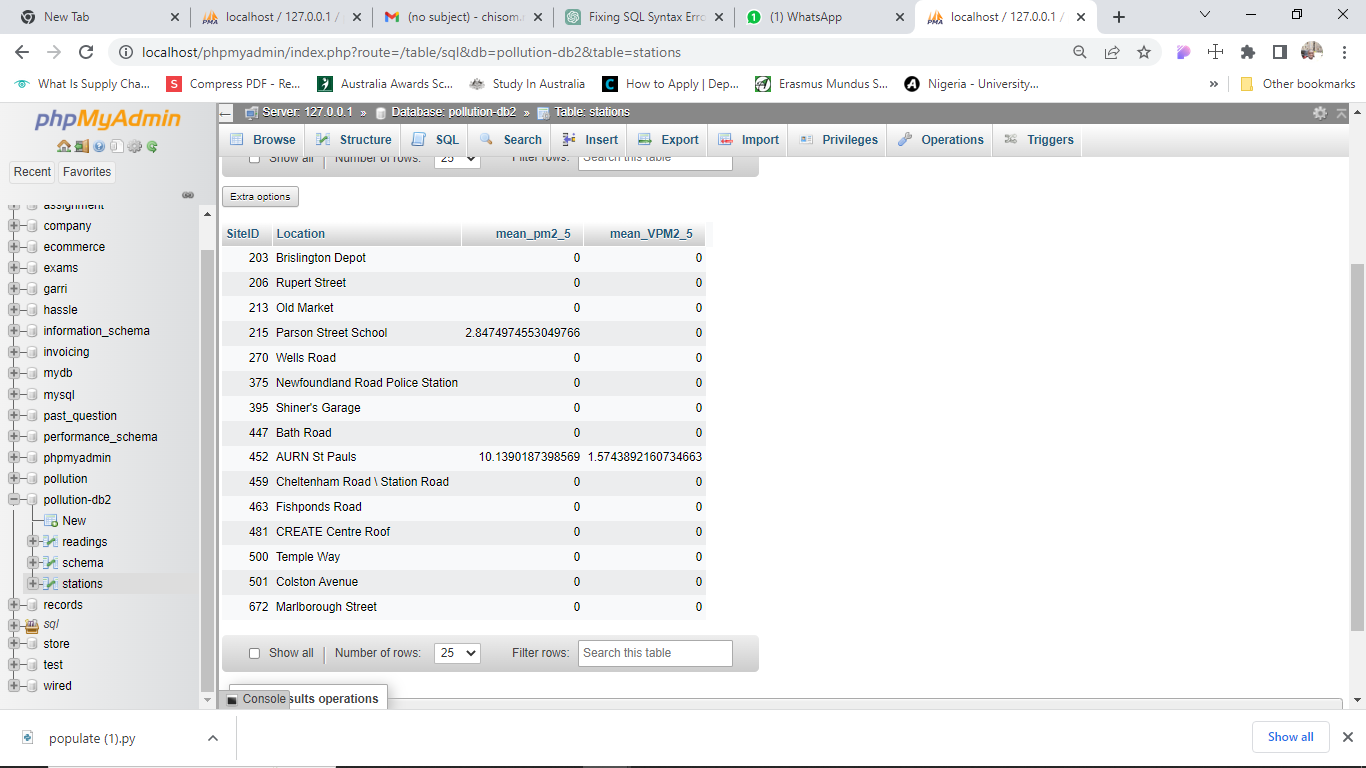 New Tab
localhost / 127.0.0.1 / p
(no subject) - chisom.
Fixing SQL Syntax Erro
(1) WhatsApp
localhost / 127.0.0.1 /
localhost/phpmyadmin/index.php?route=/table/sql&db=pollution-db2&table=stations
What Is Supply Cha...
Compress PDF - Re...
Australia Awards Sc...
Study In Australia
How to Apply | Dep...
Erasmus Mundus S...
Nigeria - University...
»
Other bookmarks
phpMyAdmin
Recent Favorites
assignment
company
ecommerce
exams
garri
hassle
information_schema
invoicing
mydb
mysql
past_question
performance_schema
phpmyadmin
pollution
pollution-db2
New
readings
schema
stations
records
sql
store
test
wired
Server: 127.0.0.1 » Database: pollution-db2 » Table: stations
Browse Structure SQL Search Insert Export Import Privileges Operations Triggers
Show all Number of rows: 25 Filter rows: Search this table
Extra options
SiteID Location mean_pm2_5 mean_VPM2_5
203 Brislington Depot 0 0
206 Rupert Street 0 0
213 Old Market 0 0
215 Parson Street School 2.8474974553049766 0
270 Wells Road 0 0
375 Newfoundland Road Police Station 0 0
395 Shiner's Garage 0 0
447 Bath Road 0 0
452 AURN St Pauls 10.1390187398569 1.5743892160734663
459 Cheltenham Road \ Station Road 0 0
463 Fishponds Road 0 0
481 CREATE Centre Roof 0 0
500 Temple Way 0 0
501 Colston Avenue 0 0
672 Marlborough Street 0 0
Show all Number of rows: 25 Filter rows: Search this table
Console sults operations
populate (1).py
Show all